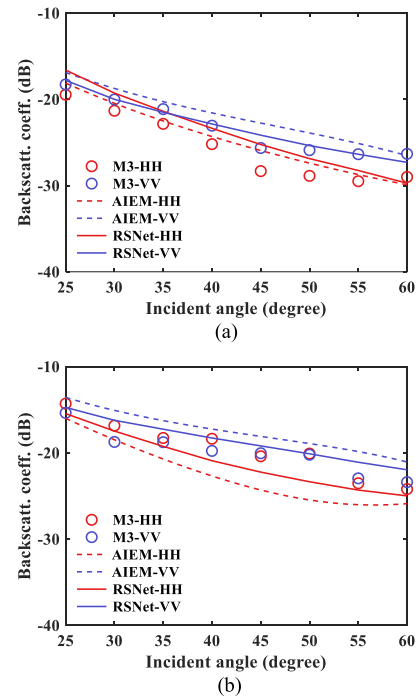 -10
-20
-30
-40
Backscatt. coeff. (dB)
M3-HH
M3-VV
AIEM-HH
AIEM-VV
RSNet-HH
RSNet-VV
25 30 35 40 45 50 55 60
Incident angle (degree)
(a)
-10
-20
-30
-40
Backscatt. coeff. (dB)
M3-HH
M3-VV
AIEM-HH
AIEM-VV
RSNet-HH
RSNet-VV
25 30 35 40 45 50 55 60
Incident angle (degree)
(b)